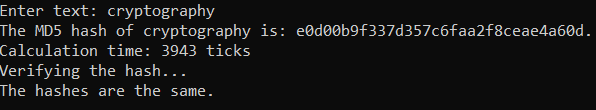 Enter text: cryptography
The MD5 hash of cryptography is: e0d00b9f337d357c6faa2f8ceae4a60d.
Calculation time: 3943 ticks
Verifying the hash...
The hashes are the same.